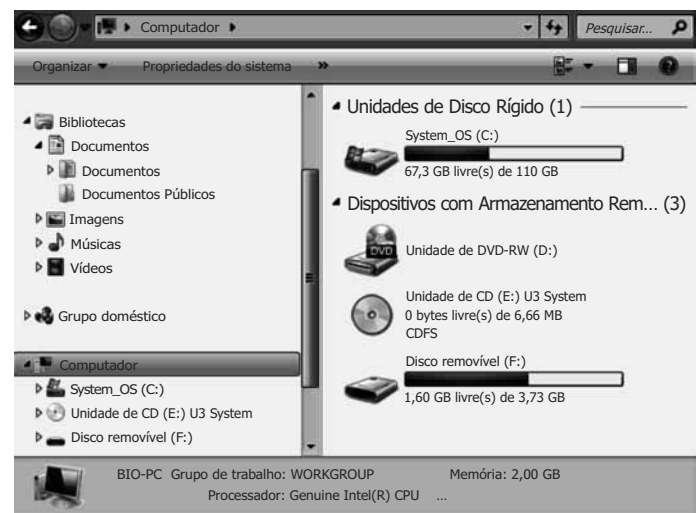 Computador
Pesquisar...
Organizar Propriedades do sistema »
Bibliotecas
Documentos
Documentos
Documentos Públicos
Imagens
Músicas
Vídeos
Grupo doméstico
Computador
System_OS (C:)
Unidade de CD (E:) U3 System
Disco removível (F:)
Unidades de Disco Rígido (1)
System_OS (C:)
67,3 GB livre(s) de 110 GB
Dispositivos com Armazenamento Rem... (3)
DVD
Unidade de DVD-RW (D:)
Unidade de CD (E:) U3 System
0 bytes livre(s) de 6,66 MB
CDFS
Disco removível (F:)
1,60 GB livre(s) de 3,73 GB
BIO-PC Grupo de trabalho: WORKGROUP Memória: 2,00 GB
Processador: Genuine Intel(R) CPU ...